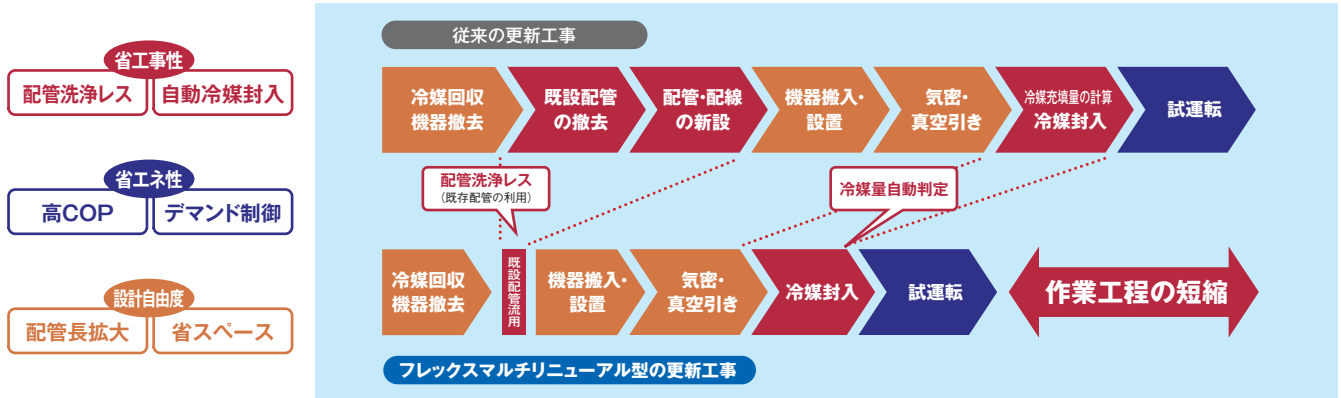 省工事性
配管洗浄レス
自動冷媒封入
省エネ性
高COP
デマンド制御
設計自由度
配管長拡大
省スペース
従来の更新工事
冷媒回収
機器撤去
既設配管
の撤去
配管・配線
の新設
機器搬入・
設置
気密・
真空引き
冷媒充填量の計算
冷媒封入
試運転
配管洗浄レス
（既存配管の利用）
冷媒量自動判定
冷媒回収
機器撤去
既設配管流用
機器搬入・
設置
気密・
真空引き
冷媒封入
試運転
作業工程の短縮
フレックスマルチリニューアル型の更新工事